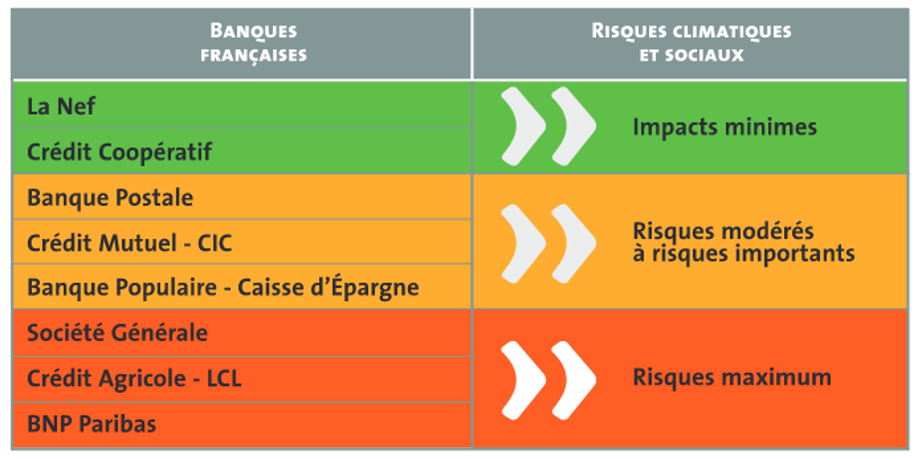 BANQUES
FRANÇAISES
RISQUES CLIMATIQUES
ET SOCIAUX
La Nef
Crédit Coopératif
Impacts minimes
Banque Postale
Crédit Mutuel - CIC
Banque Populaire - Caisse d’Épargne
Risques modérés
à risques importants
Société Générale
Crédit Agricole - LCL
BNP Paribas
Risques maximum